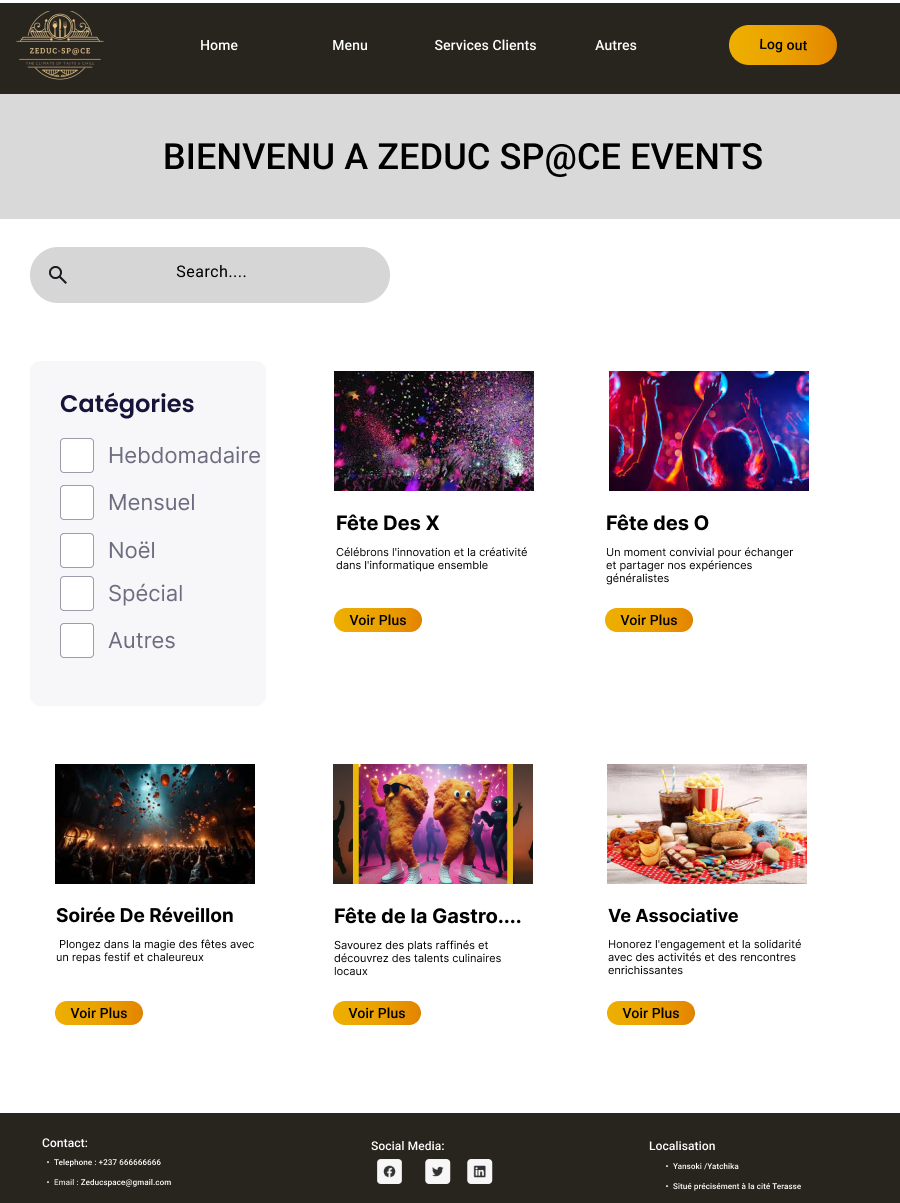 ZEDUC-SP@CE
Home
Menu
Services Clients
Autres
Log out
BIENVENU A ZEDUC SP@CE EVENTS
Search....
Catégories
Hebdomadaire
Mensuel
Noël
Spécial
Autres
Fête Des X
Célébrons l'innovation et la créativité
dans l'informatique ensemble
Voir Plus
Fête des O
Un moment convivial pour échanger
et partager nos expériences
généralistes
Voir Plus
Soirée De Réveillon
Plongez dans la magie des fêtes avec
un repas festif et chaleureux
Voir Plus
Fête de la Gastro....
Savourez des plats raffinés et
découvrez des talents culinaires
locaux
Voir Plus
Ve Associative
Honorez l'engagement et la solidarité
avec des activités et des rencontres
enrichissantes
Voir Plus
Contact:
• Telephone : +237 666666666
• Email : Zeducspace@gmail.com
Social Media:
Localisation
• Yansoki /Yatchika
• Situé précisément à la cité Terasse